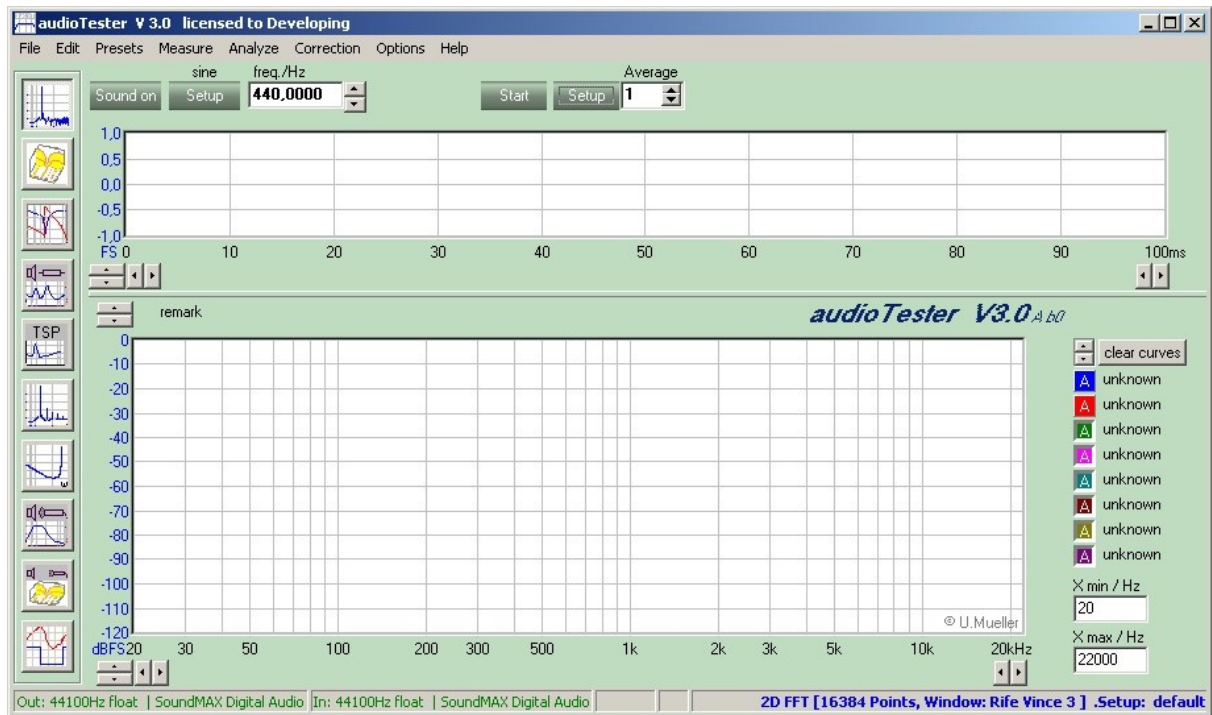 audioTester V 3.0 licensed to Developing
File Edit Presets Measure Analyze Correction Options Help
sine freq./Hz Average
Sound on Setup 440,0000 Start Setup 1
1,0
0,5
0,0
-0,5
-1,0
FS 0 10 20 30 40 50 60 70 80 90 100ms
TSP
remark audioTester V3.0 A b0
0
-10
-20
-30
-40
-50
-60
-70
-80
-90
-100
-110
-120
dBFS20 30 50 100 200 300 500 1k 2k 3k 5k 10k 20kHz
© U.Mueller
clear curves
A unknown
A unknown
A unknown
A unknown
A unknown
A unknown
A unknown
A unknown
X min / Hz
20
X max / Hz
22000
Out: 44100Hz float | SoundMAX Digital Audio In: 44100Hz float | SoundMAX Digital Audio 2D FFT [16384 Points, Window: Rife Vince 3 ] .Setup: default